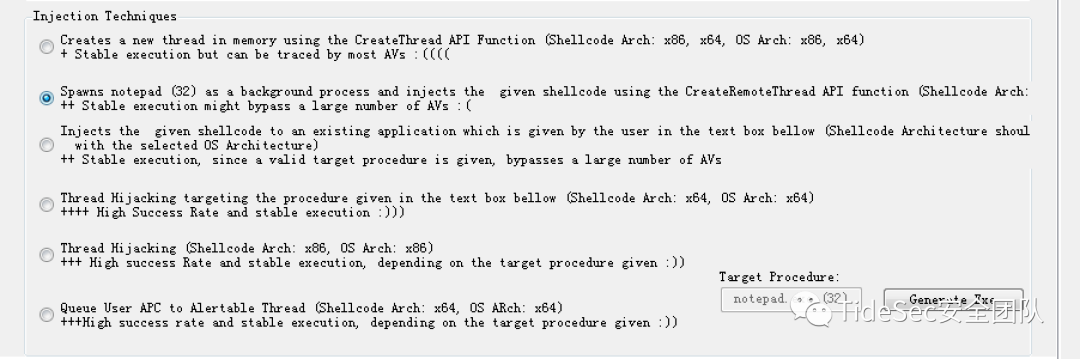 Injection Techniques
Creates a new thread in memory using the CreateThread API Function (Shellcode Arch: x86, x64, OS Arch: x86, x64)
+ Stable execution but can be traced by most AVs :((((
Spawns notepad (32) as a background process and injects the  given shellcode using the CreateRemoteThread API function (Shellcode Arch:
++ Stable execution might bypass a large number of AVs :(
Injects the  given shellcode to an existing application which is given by the user in the text box bellow (Shellcode Architecture shoul
with the selected OS Architecture)
++ Stable execution, since a valid target procedure is given, bypasses a large number of AVs
Thread Hijacking targeting the procedure given in the text box bellow (Shellcode Arch: x64, OS Arch: x64)
++++ High Success Rate and stable execution :)))
Thread Hijacking (Shellcode Arch: x86, OS Arch: x86)
+++ High success Rate and stable execution, depending on the target procedure given :))
Target Procedure:
notepad. (32)
Generate Exe
Queue User APC to Alertable Thread (Shellcode Arch: x64, OS ARch: x64)
+++High success rate and stable execution, depending on the target procedure given :))
TideSec安全团队